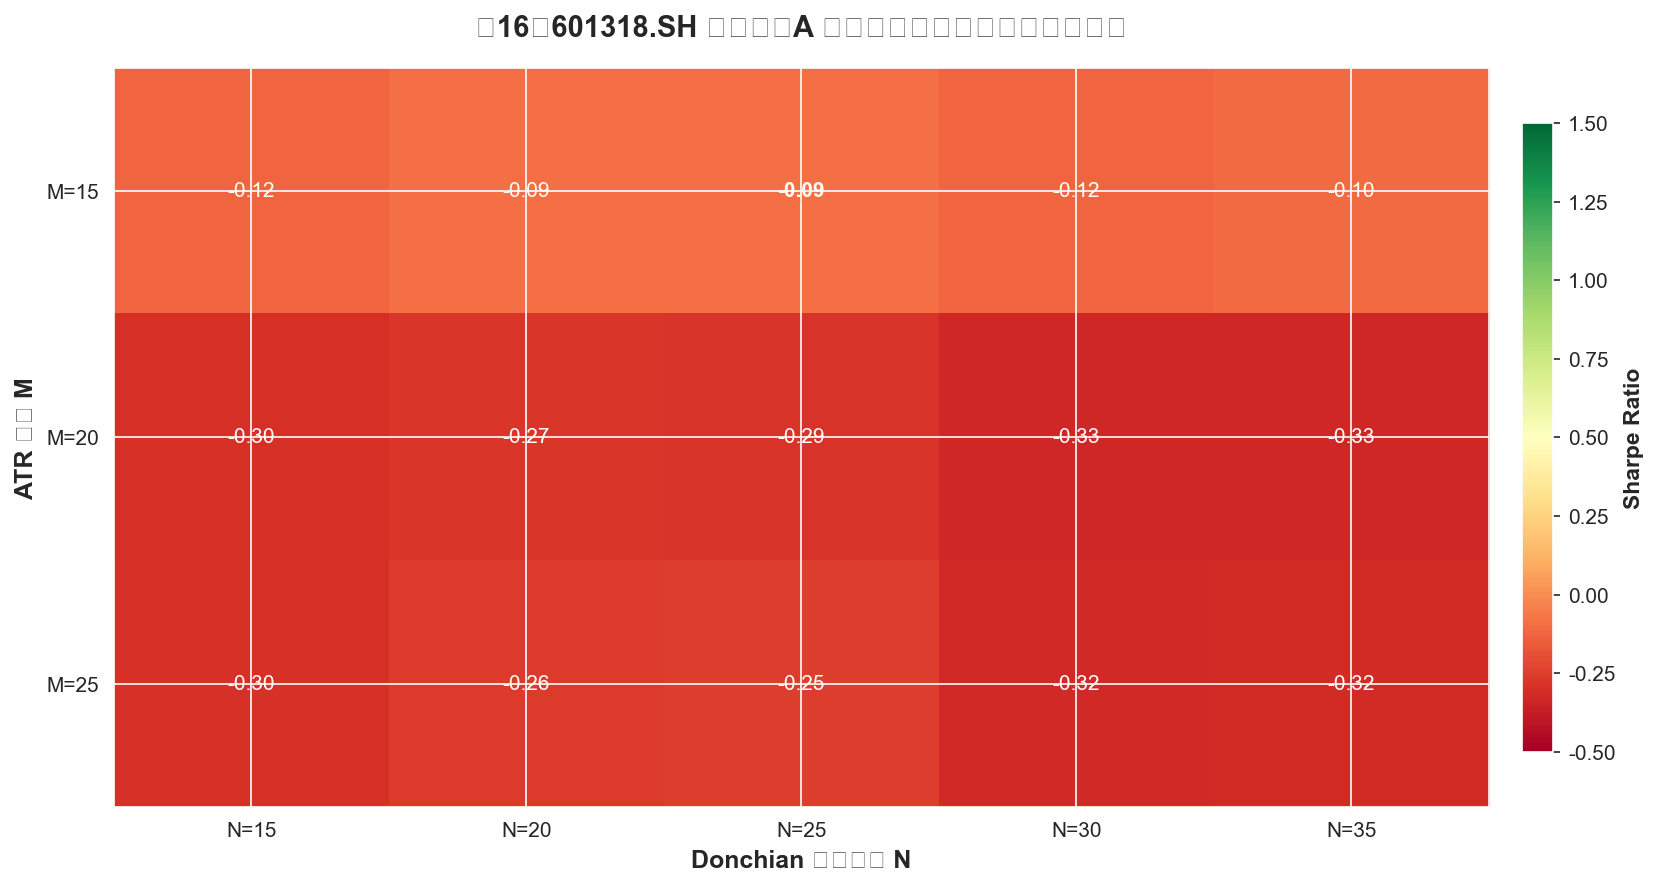 16 601318.SH A
M=15 -0.12 -0.09 -0.09 -0.12 -0.10
M=20 -0.30 -0.27 -0.29 -0.33 -0.33
M=25 -0.30 -0.26 -0.25 -0.32 -0.32
N=15 N=20 N=25 N=30 N=35
Donchian N
ATR M
1.50
1.25
1.00
0.75
0.50
0.25
0.00
-0.25
-0.50
Sharpe Ratio